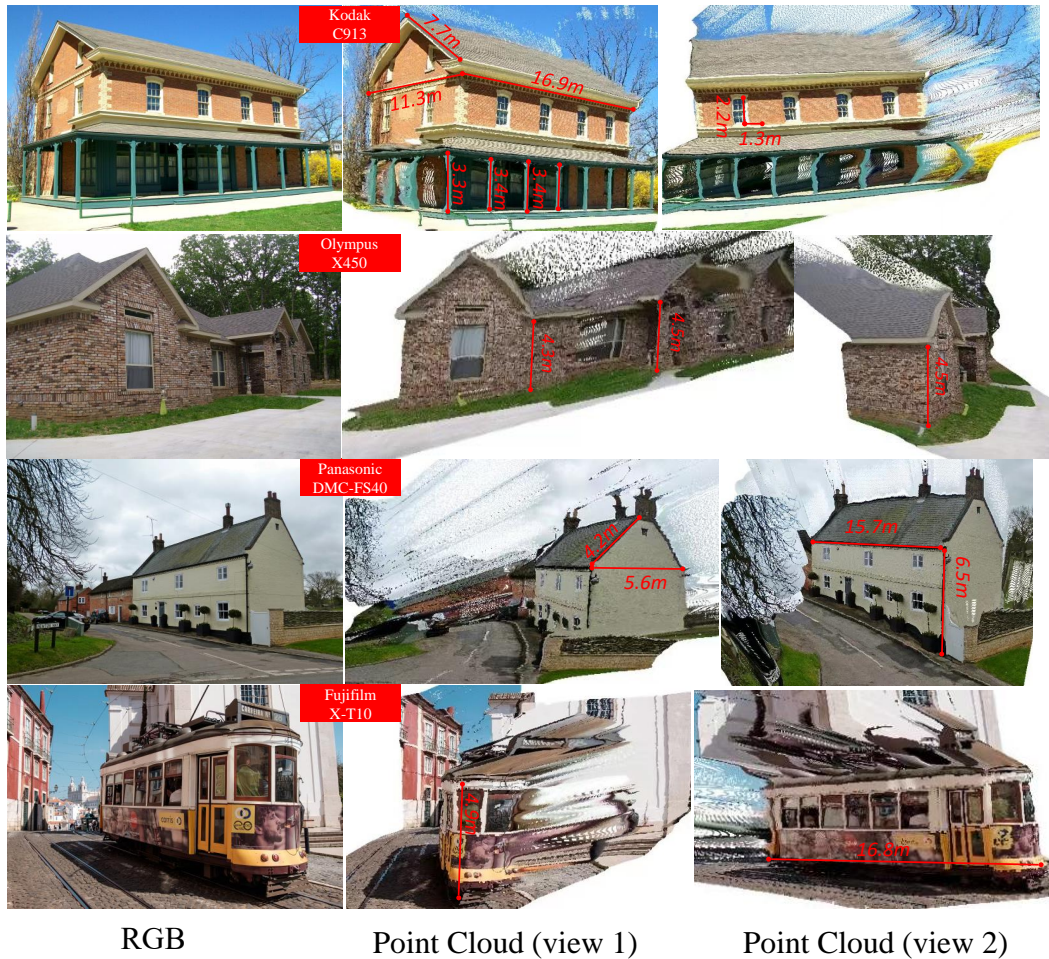 Kodak
C913
7.7m
16.9m
11.3m
3.3m
3.4m
3.4m
2.2m
1.3m
Olympus
X450
4.3m
4.5m
4.5m
Panasonic
DMC-FS40
4.2m
5.6m
15.7m
6.5m
Fujifilm
X-T10
carris
4.9m
16.8m
RGB
Point Cloud (view 1)
Point Cloud (view 2)